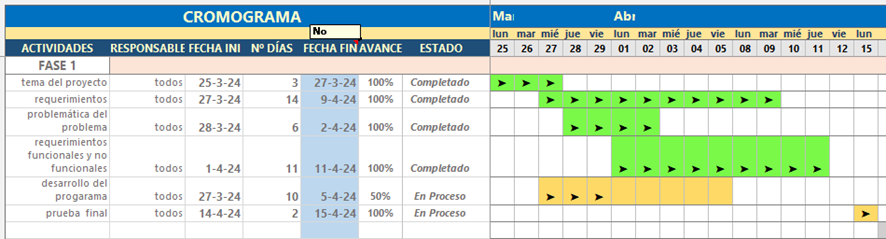 CROMOGRAMA Ma Abr
No
lun mar mié jue vie lun mar mié jue vie lun mar mié jue vie lun
ACTIVIDADES RESPONSABLE FECHA INI Nº DÍAS FECHA FIN AVANCE ESTADO 25 26 27 28 29 01 02 03 04 05 08 09 10 11 12 15
FASE 1
tema del proyecto todos 25-3-24 3 27-3-24 100% Completado
requerimientos todos 27-3-24 14 9-4-24 100% Completado
problemática del
problema todos 28-3-24 6 2-4-24 100% Completado
requerimientos
funcionales y no
funcionales todos 1-4-24 11 11-4-24 100% Completado
desarrollo del
progarama todos 27-3-24 10 5-4-24 50% En Proceso
prueba final todos 14-4-24 2 15-4-24 100% En Proceso